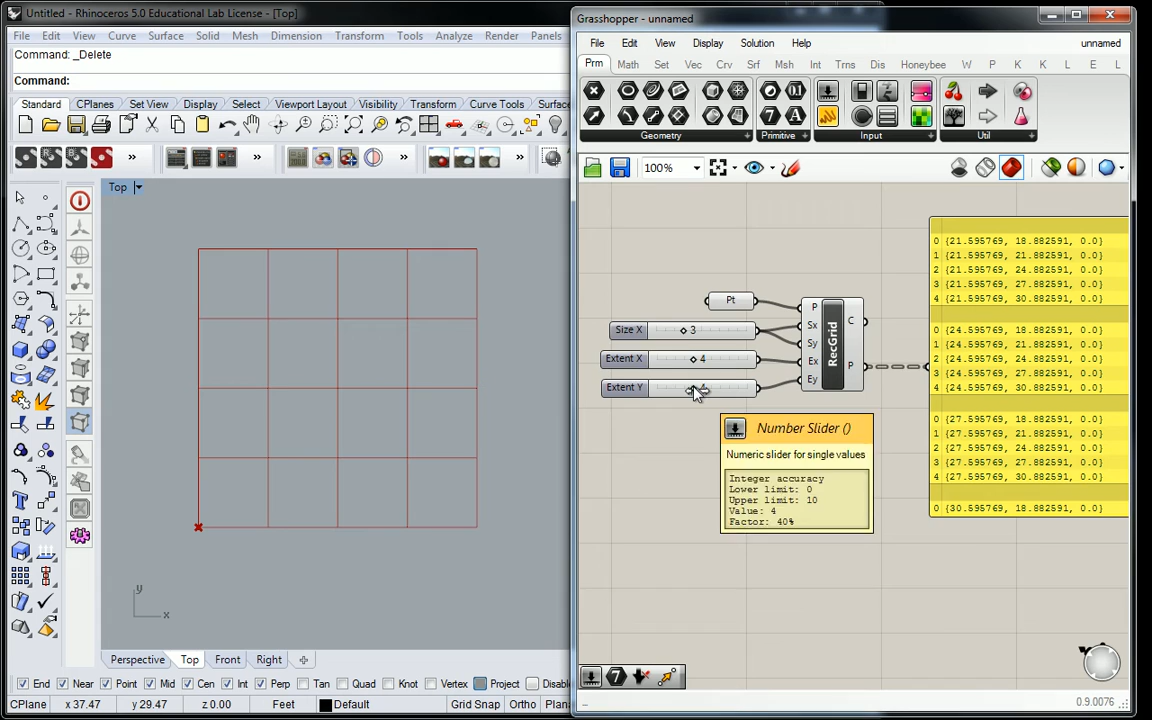 Untitled - Rhinoceros 5.0 Educational Lab License - [Top]
File Edit View Curve Surface Solid Mesh Dimension Transform Tools Analyze Render Panels
Command: _Delete
Command:
Standard CPlanes Set View Display Select Viewport Layout Visibility Transform Curve Tools Surfac
Top
y
x
Perspective Top Front Right
End Near Point Mid Cen Int Perp Tan Quad Knot Vertex Project Disable
CPlane x 37.47 y 29.47 z 0.00 Feet Default Grid Snap Ortho Plana
Grasshopper - unnamed
File Edit View Display Solution Help unnamed
Prm Math Set Vec Crv Srf Msh Int Trns Dis Honeybee W P K K L E L
Geometry Primitive Input Util
100%
Pt
Size X 3
Extent X 4
Extent Y
P
Sx
Sy
Ex
Ey
RecGrid
C
P
0 {21.595769, 18.882591, 0.0}
1 {21.595769, 21.882591, 0.0}
2 {21.595769, 24.882591, 0.0}
3 {21.595769, 27.882591, 0.0}
4 {21.595769, 30.882591, 0.0}
0 {24.595769, 18.882591, 0.0}
1 {24.595769, 21.882591, 0.0}
2 {24.595769, 24.882591, 0.0}
3 {24.595769, 27.882591, 0.0}
4 {24.595769, 30.882591, 0.0}
0 {27.595769, 18.882591, 0.0}
1 {27.595769, 21.882591, 0.0}
2 {27.595769, 24.882591, 0.0}
3 {27.595769, 27.882591, 0.0}
4 {27.595769, 30.882591, 0.0}
0 {30.595769, 18.882591, 0.0}
Number Slider ()
Numeric slider for single values
Integer accuracy
Lower limit: 0
Upper limit: 10
Value: 4
Factor: 40%
0.9.0076